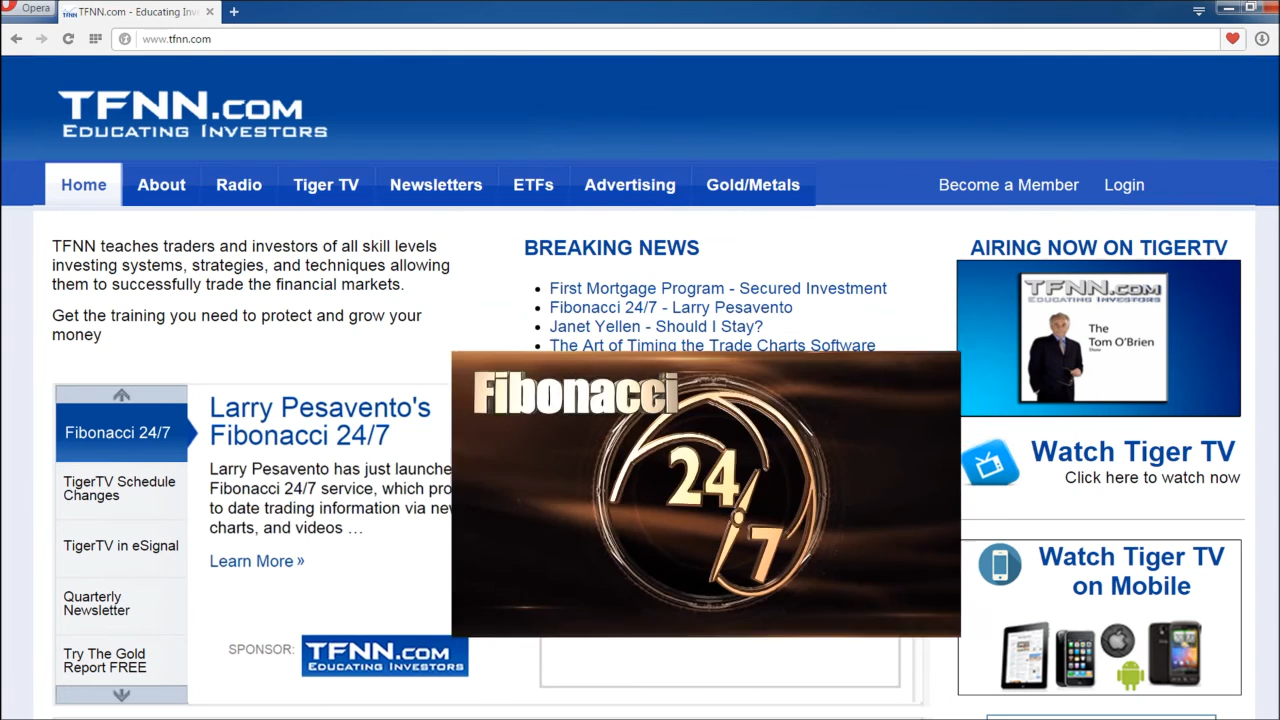 Opera
TFNN.com - Educating Inv
www.tfnn.com
TFNN.COM
EDUCATING INVESTORS
Home
About
Radio
Tiger TV
Newsletters
ETFs
Advertising
Gold/Metals
Become a Member
Login
TFNN teaches traders and investors of all skill levels
investing systems, strategies, and techniques allowing
them to successfully trade the financial markets.
Get the training you need to protect and grow your
money
BREAKING NEWS
First Mortgage Program - Secured Investment
Fibonacci 24/7 - Larry Pesavento
Janet Yellen - Should I Stay?
The Art of Timing the Trade Charts Software
AIRING NOW ON TIGERTV
TFNN.COM
EDUCATING INVESTORS
The
Tom O'Brien
Show
Fibonacci 24/7
TigerTV Schedule
Changes
TigerTV in eSignal
Quarterly
Newsletter
Try The Gold
Report FREE
Larry Pesavento's
Fibonacci 24/7
Larry Pesavento has just launche
Fibonacci 24/7 service, which pro
to date trading information via nev
charts, and videos …
Learn More »
SPONSOR:
TFNN.COM
EDUCATING INVESTORS
Fibonacci
24
7
Watch Tiger TV
Click here to watch now
Watch Tiger TV
on Mobile